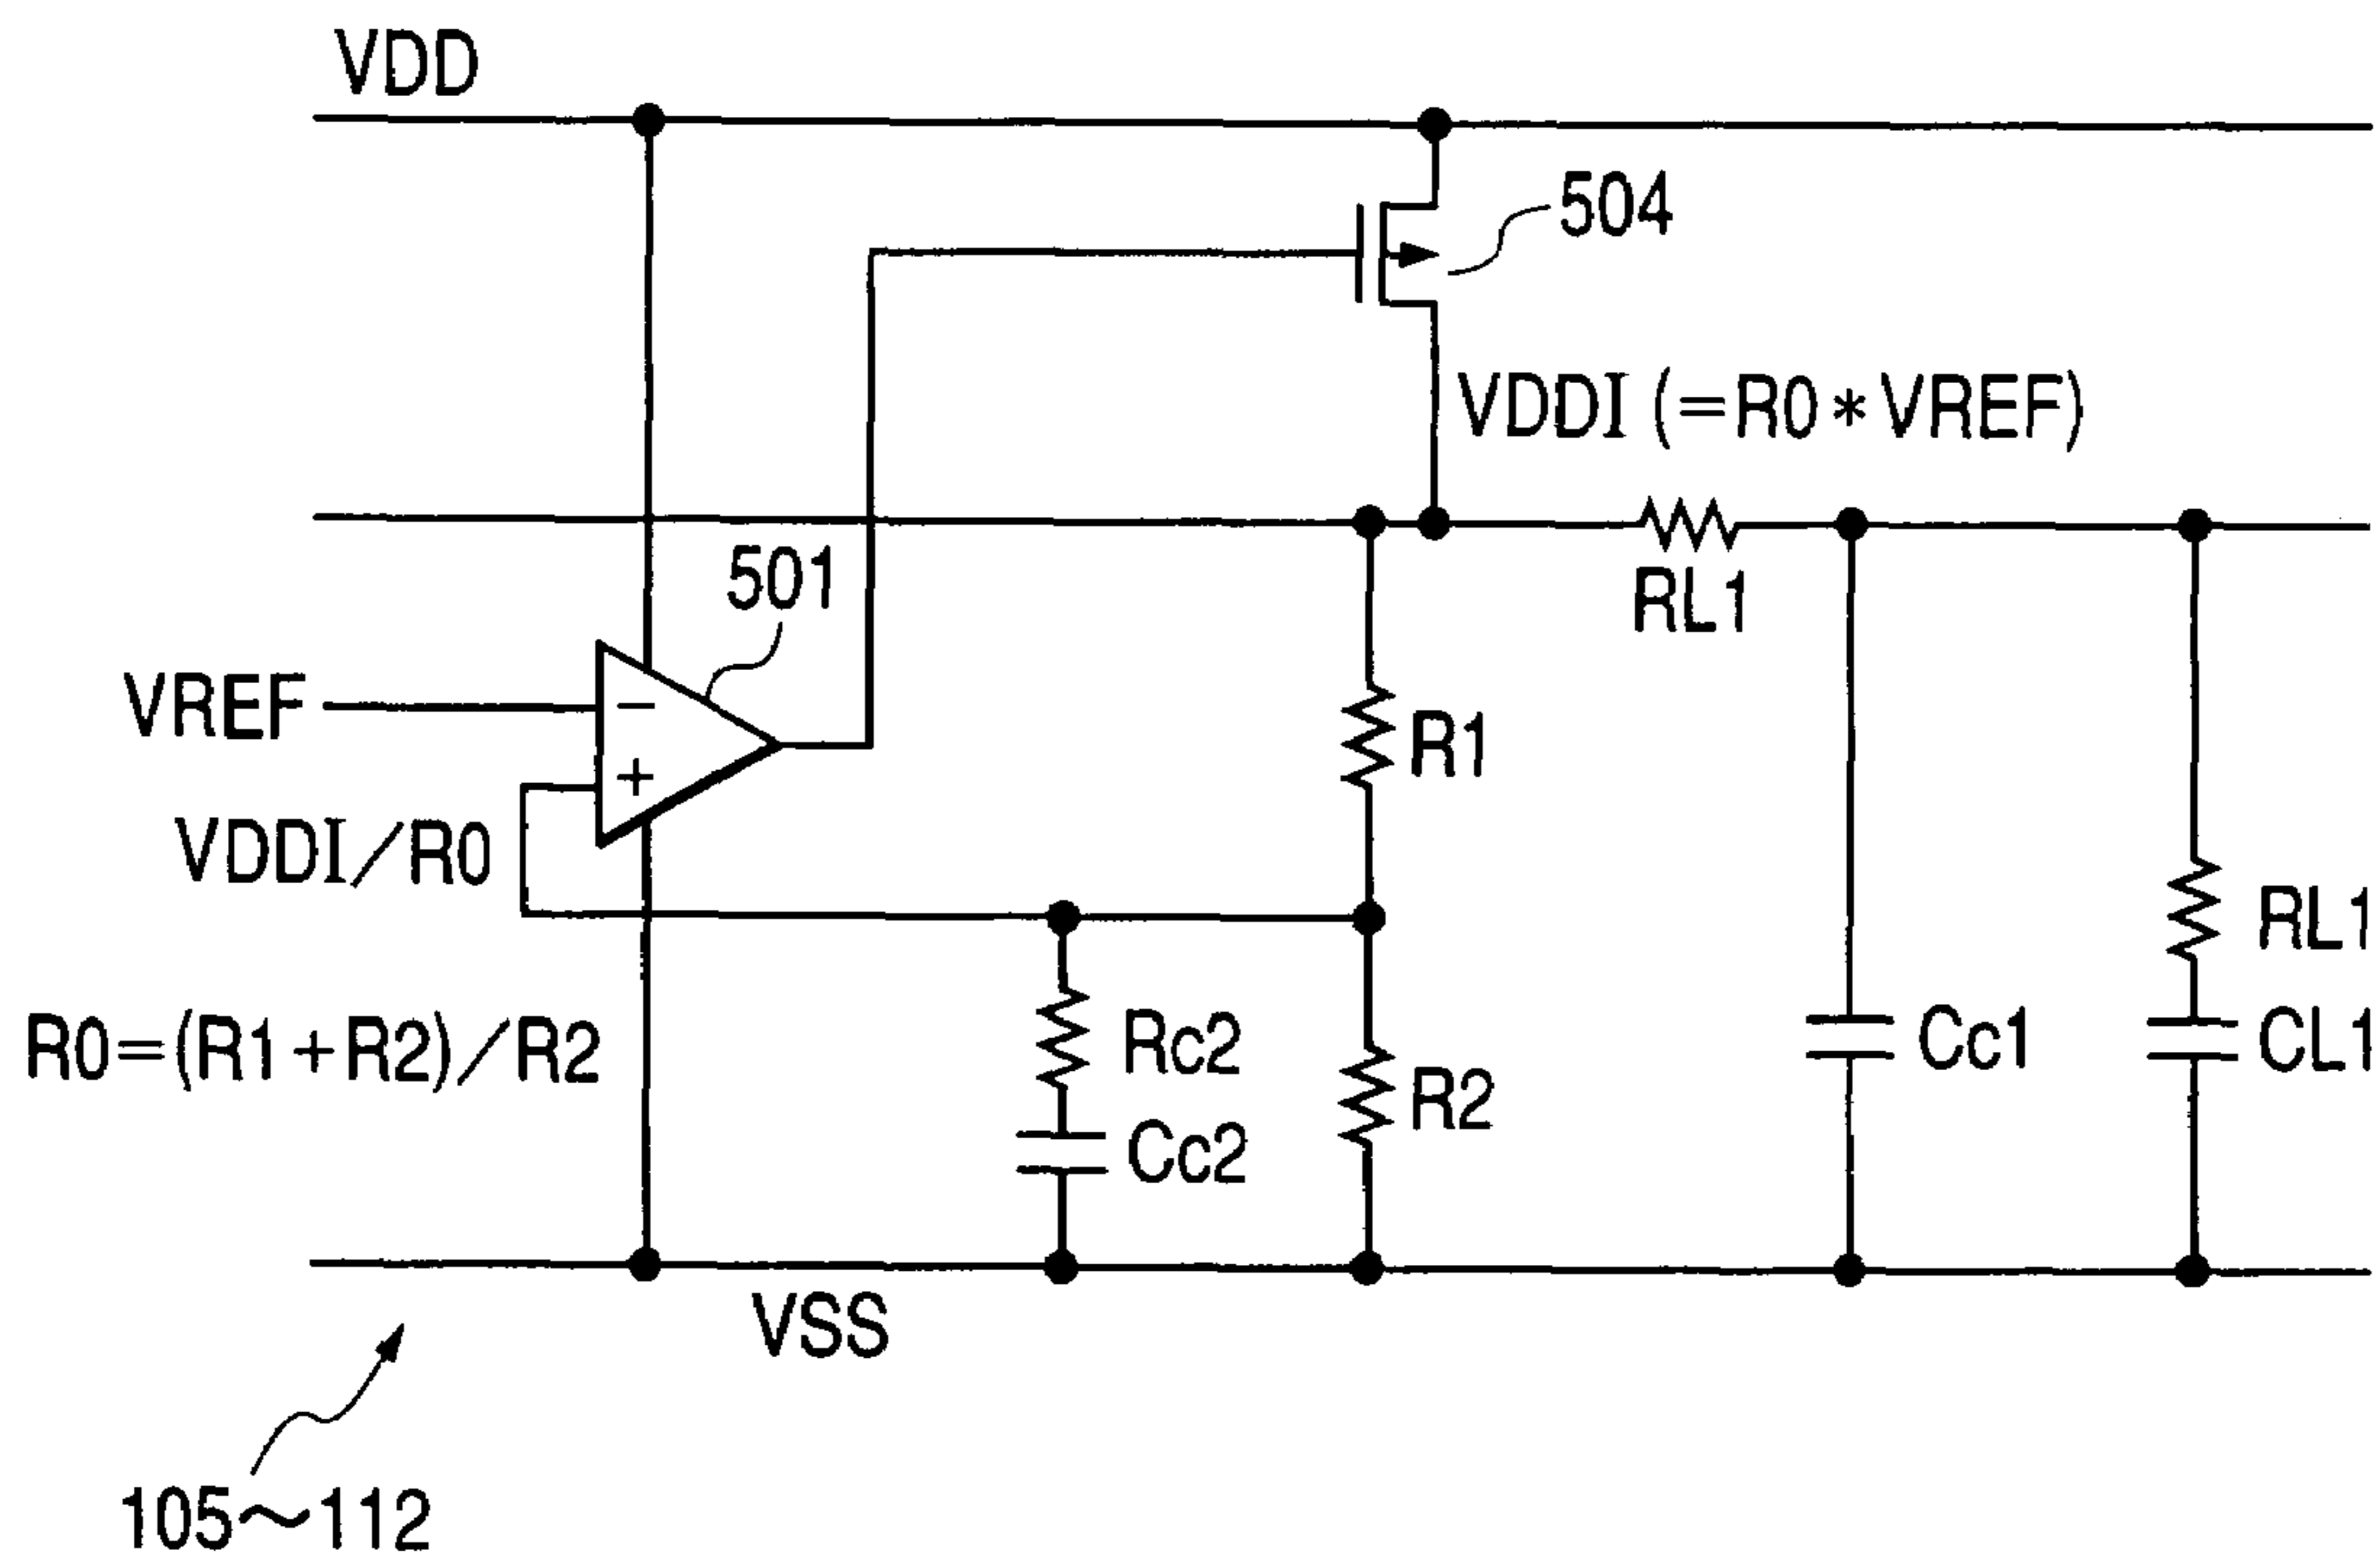 VDD
504
VDDI (=R0*VREF)
501
RL1
VREF
−
+
R1
VDDI/R0
RL1
R0=(R1+R2)/R2
Rc2
Cc1
CL1
R2
Cc2
VSS
105～112